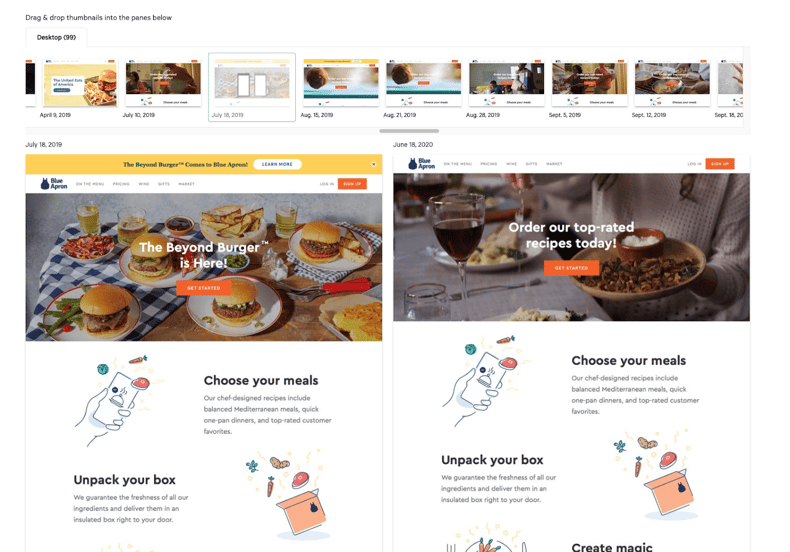 Drag & drop thumbnails into the panes below
Desktop (99)
The United Eats
of America
April 9, 2019
July 10, 2019
July 18, 2019
Aug. 15, 2019
Aug. 21, 2019
Aug. 28, 2019
Sept. 5, 2019
Sept. 12, 2019
Sept. 18, 20
Choose your meals
Choose your meals
July 18, 2019
June 18, 2020
The Beyond Burger™ Comes to Blue Apron!
LEARN MORE
Blue
Apron
ON THE MENU PRICING WINE GIFTS MARKET
LOG IN SIGN UP
The Beyond Burger™
is Here!
GET STARTED
Choose your meals
Our chef-designed recipes include
balanced Mediterranean meals, quick
one-pan dinners, and top-rated customer
favorites.
Unpack your box
We guarantee the freshness of all our
ingredients and deliver them in an
insulated box right to your door.
Blue
Apron
ON THE MENU PRICING WINE GIFTS MARKET
LOG IN SIGN UP
Order our top-rated
recipes today!
GET STARTED
Choose your meals
Our chef-designed recipes include
balanced Mediterranean meals, quick
one-pan dinners, and top-rated customer
favorites.
Unpack your box
We guarantee the freshness of all our
ingredients and deliver them in an
insulated box right to your door.
Create magic